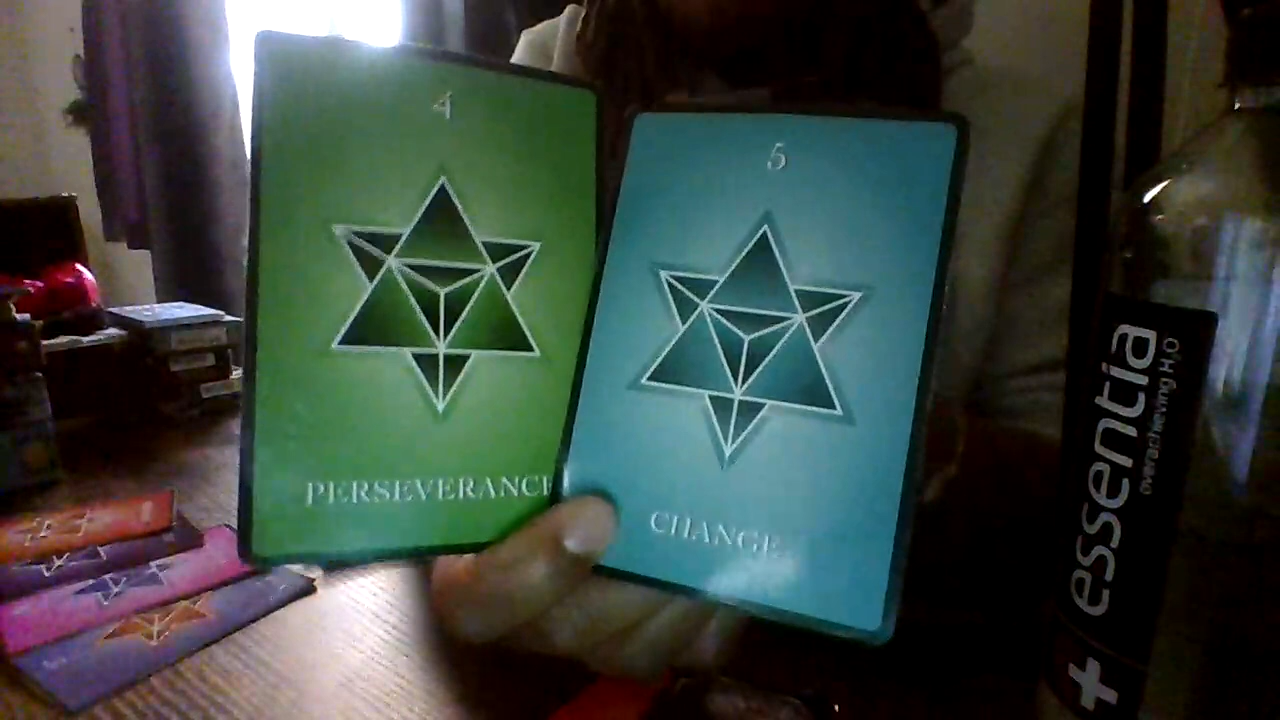 4
PERSEVERANCE
5
CHANGE
essentia
overachieving H₂O